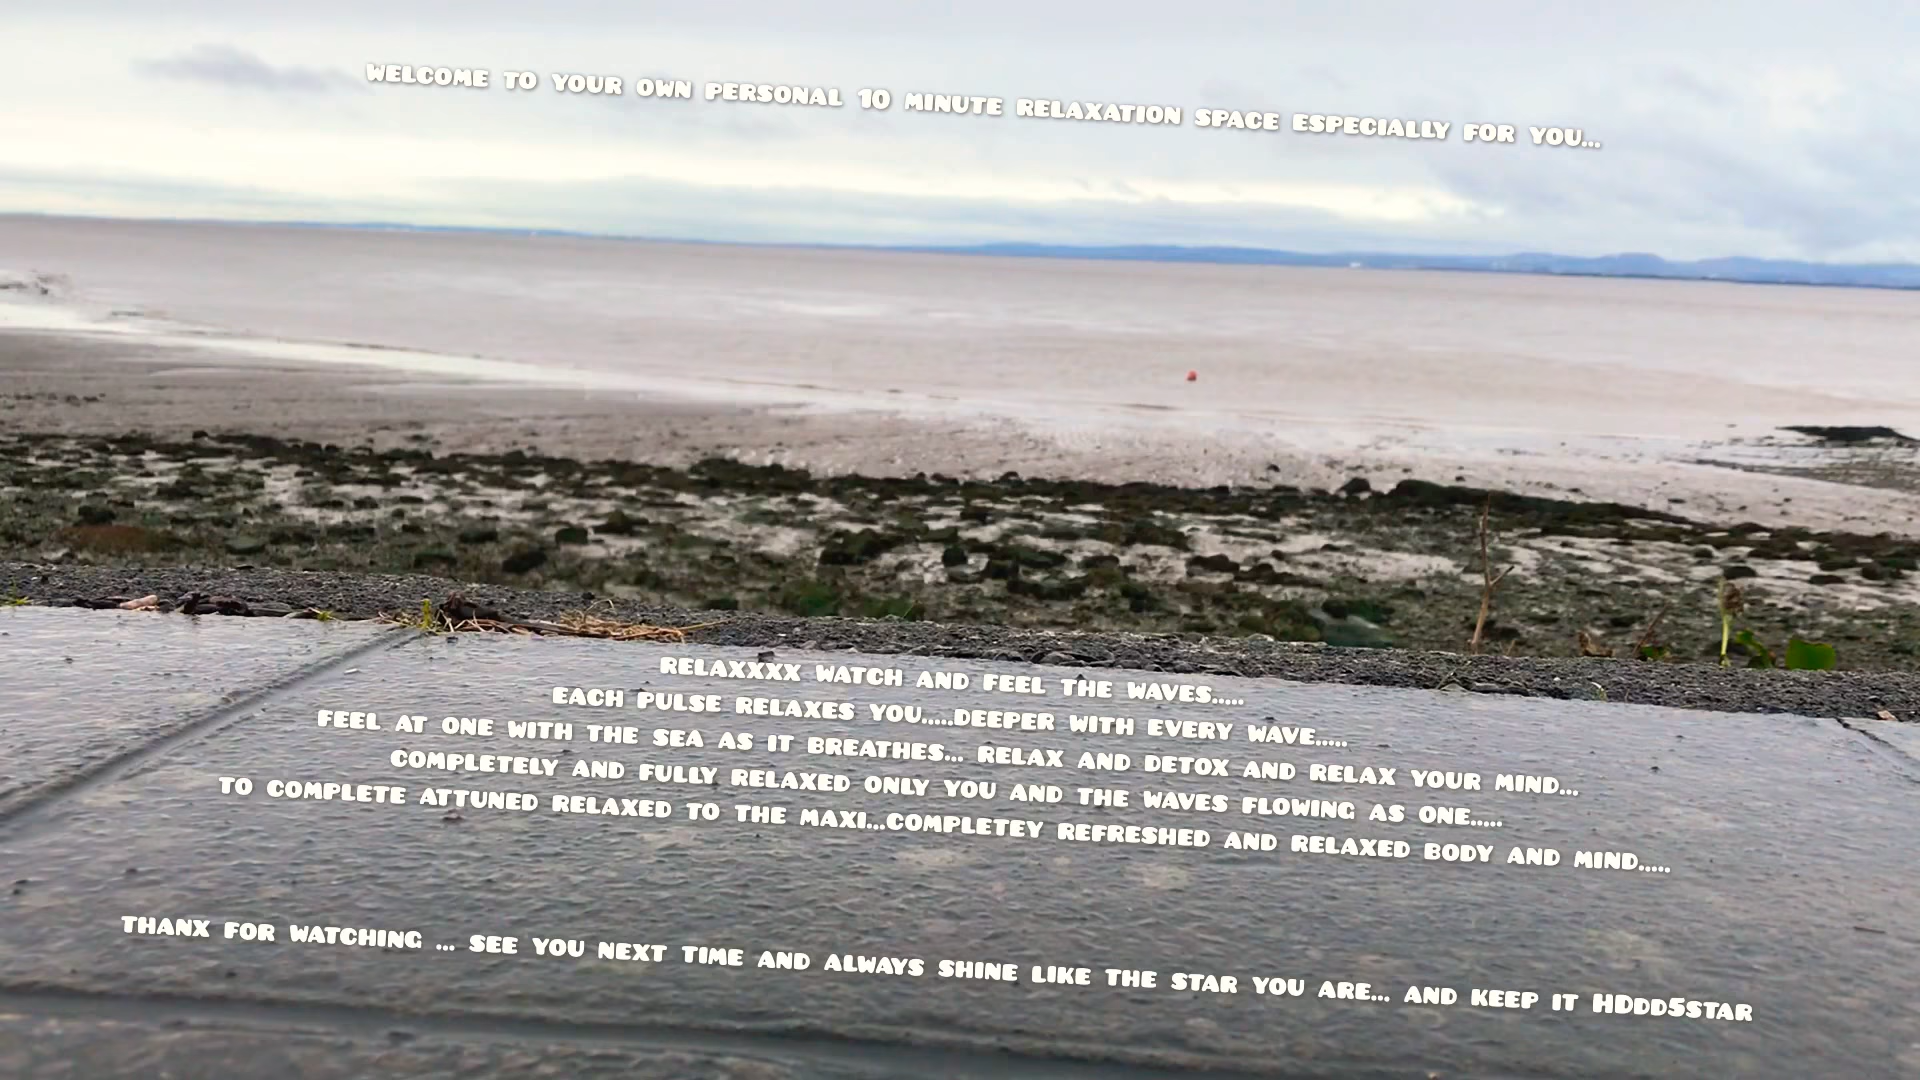 WELCOME TO YOUR OWN PERSONAL 10 MINUTE RELAXATION SPACE ESPECIALLY FOR YOU...
RELAXXXX WATCH AND FEEL THE WAVES.....
EACH PULSE RELAXES YOU.....DEEPER WITH EVERY WAVE.....
FEEL AT ONE WITH THE SEA AS IT BREATHES... RELAX AND DETOX AND RELAX YOUR MIND...
COMPLETELY AND FULLY RELAXED ONLY YOU AND THE WAVES FLOWING AS ONE.....
TO COMPLETE ATTUNED RELAXED TO THE MAXI...COMPLETEY REFRESHED AND RELAXED BODY AND MIND.....
THANX FOR WATCHING ... SEE YOU NEXT TIME AND ALWAYS SHINE LIKE THE STAR YOU ARE... AND KEEP IT HDDD5STAR